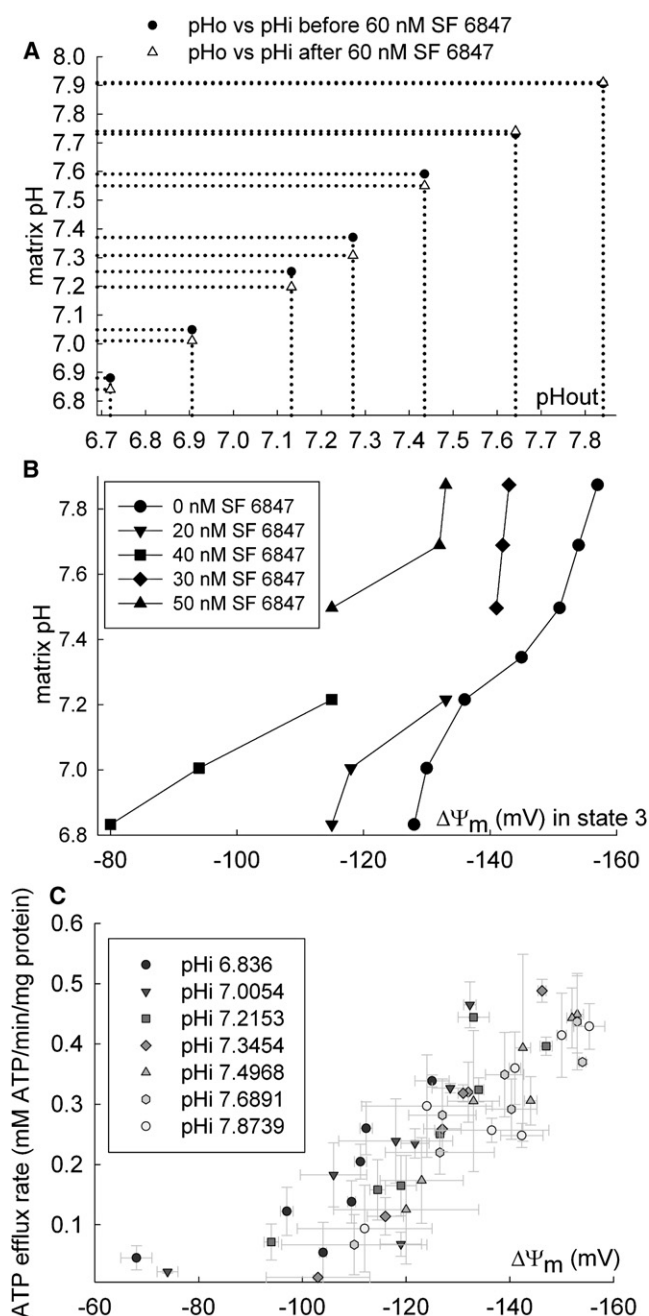 ● pHo vs pHi before 60 nM SF 6847
△ pHo vs pHi after 60 nM SF 6847
A
8.0
7.9
7.8
7.7
7.6
7.5
7.4
7.3
7.2
7.1
7.0
6.9
6.8
matrix pH
pHout
6.7 6.8 6.9 7.0 7.1 7.2 7.3 7.4 7.5 7.6 7.7 7.8
B
0 nM SF 6847
20 nM SF 6847
40 nM SF 6847
30 nM SF 6847
50 nM SF 6847
7.8
7.6
7.4
7.2
7.0
6.8
matrix pH
ΔΨm (mV) in state 3
-80 -100 -120 -140 -160
C
pHi 6.836
pHi 7.0054
pHi 7.2153
pHi 7.3454
pHi 7.4968
pHi 7.6891
pHi 7.8739
0.6
0.5
0.4
0.3
0.2
0.1
ATP efflux rate (mM ATP/min/mg protein)
ΔΨm (mV)
-60 -80 -100 -120 -140 -160